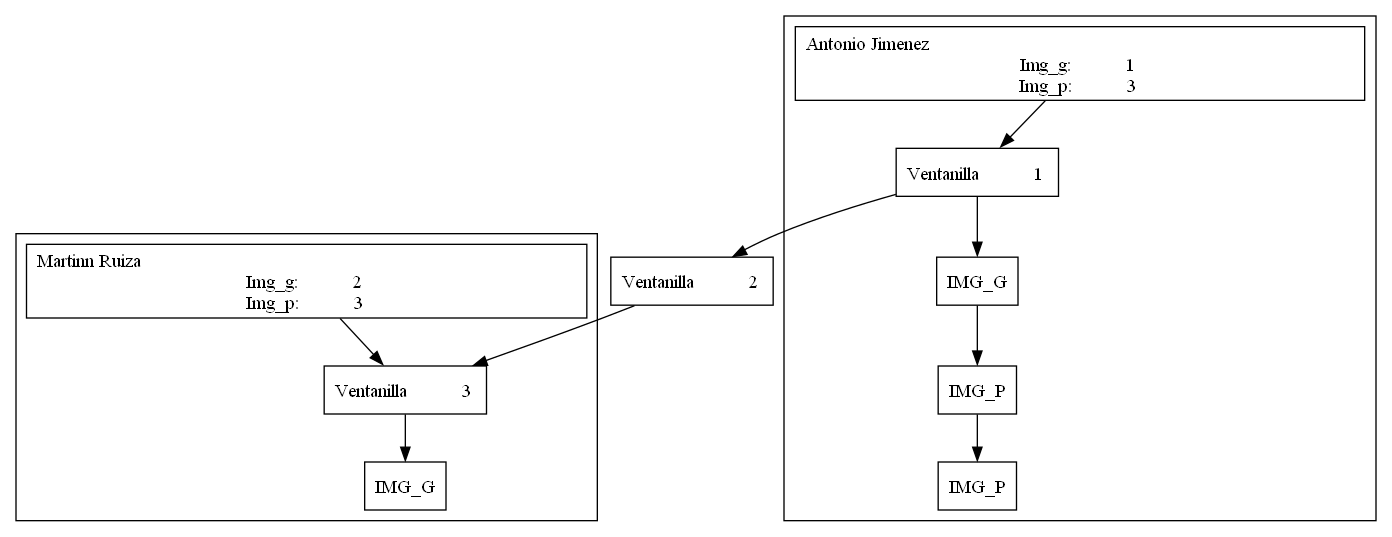 Antonio Jimenez
Img_g: 1
Img_p: 3
Ventanilla 1
Martinn Ruiza
Img_g: 2
Img_p: 3
Ventanilla 2
IMG_G
Ventanilla 3
IMG_P
IMG_G
IMG_P